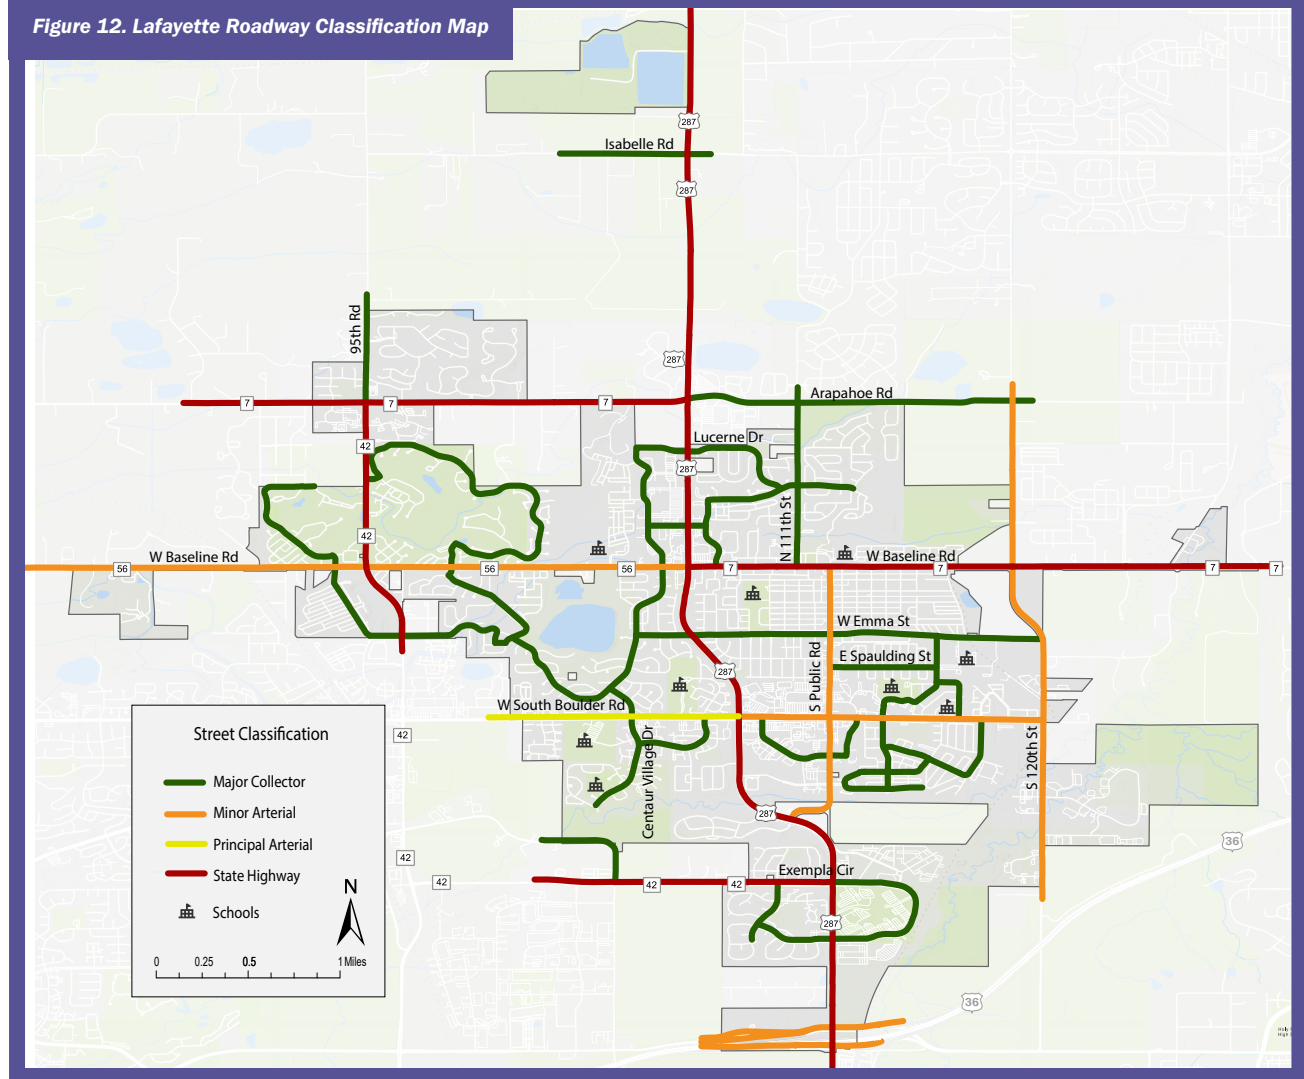 Figure 12. Lafayette Roadway Classification Map
287
Isabelle Rd
287
95th Rd
287
7
7
7
Arapahoe Rd
42
Lucerne Dr
287
N 111th St
42
W Baseline Rd
W Baseline Rd
56
56
56
7
7
7
7
W Emma St
E Spaulding St
287
S Public Rd
W South Boulder Rd
42
Centaur Village Dr
S 120th St
287
36
42
42
42
42
Exempla Cir
287
36
Street Classification
Major Collector
Minor Arterial
Principal Arterial
State Highway
Schools
N
0 0.25 0.5 1 Miles